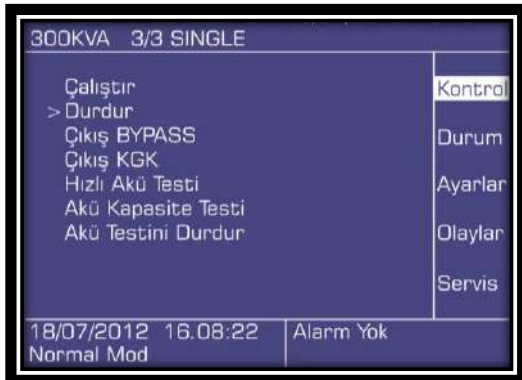 300KVA 3/3 SINGLE
Çalıştır
> Durdur
Çıkış BYPASS
Çıkış KGK
Hızlı Akü Testi
Akü Kapasite Testi
Akü Testini Durdur
Kontrol
Durum
Ayarlar
Olaylar
Servis
18/07/2012 16.08:22
Normal Mod
Alarm Yok